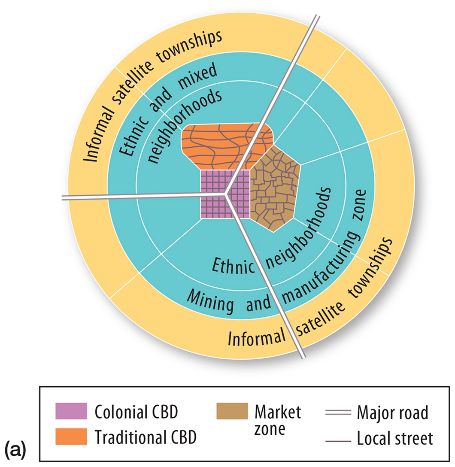 Informal satellite townships
Ethnic and mixed
neighborhoods
Ethnic neighborhoods
Mining and manufacturing zone
Informal satellite townships
(a)
Colonial CBD
Traditional CBD
Market
zone
Major road
Local street